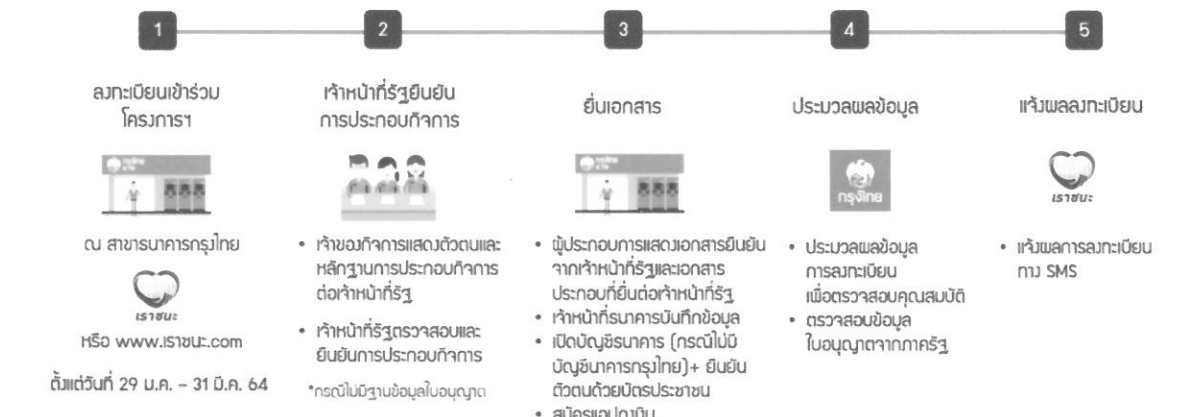 1
2
3
4
5
ลงทะเบียนเข้าร่วม
โครงการฯ
ณ สาขาธนาคารกรุงไทย
เราชนะ
หรือ www.เราชนะ.com
ตั้งแต่วันที่ 29 ม.ค. – 31 มี.ค. 64
เจ้าหน้าที่รัฐยืนยัน
การประกอบกิจการ
• เจ้าของกิจการแสดงตัวตนและ
หลักฐานการประกอบกิจการ
ต่อเจ้าหน้าที่รัฐ
• เจ้าหน้าที่รัฐตรวจสอบและ
ยืนยันการประกอบกิจการ
*กรณีไม่มีฐานข้อมูลใบอนุญาต
ยื่นเอกสาร
• ผู้ประกอบการแสดงเอกสารยืนยัน
จากเจ้าหน้าที่รัฐและเอกสาร
ประกอบที่ยื่นต่อเจ้าหน้าที่รัฐ
• เจ้าหน้าที่ธนาคารบันทึกข้อมูล
• เปิดบัญชีธนาคาร (กรณีไม่มี
บัญชีธนาคารกรุงไทย)+ ยืนยัน
ตัวตนด้วยบัตรประชาชน
• สมัครแอปถุงเงิน
ประมวลผลข้อมูล
กรุงไทย
• ประมวลผลข้อมูล
การลงทะเบียน
เพื่อตรวจสอบคุณสมบัติ
• ตรวจสอบข้อมูล
ใบอนุญาตจากภาครัฐ
แจ้งผลลงทะเบียน
เราชนะ
• แจ้งผลการลงทะเบียน
ทาง SMS